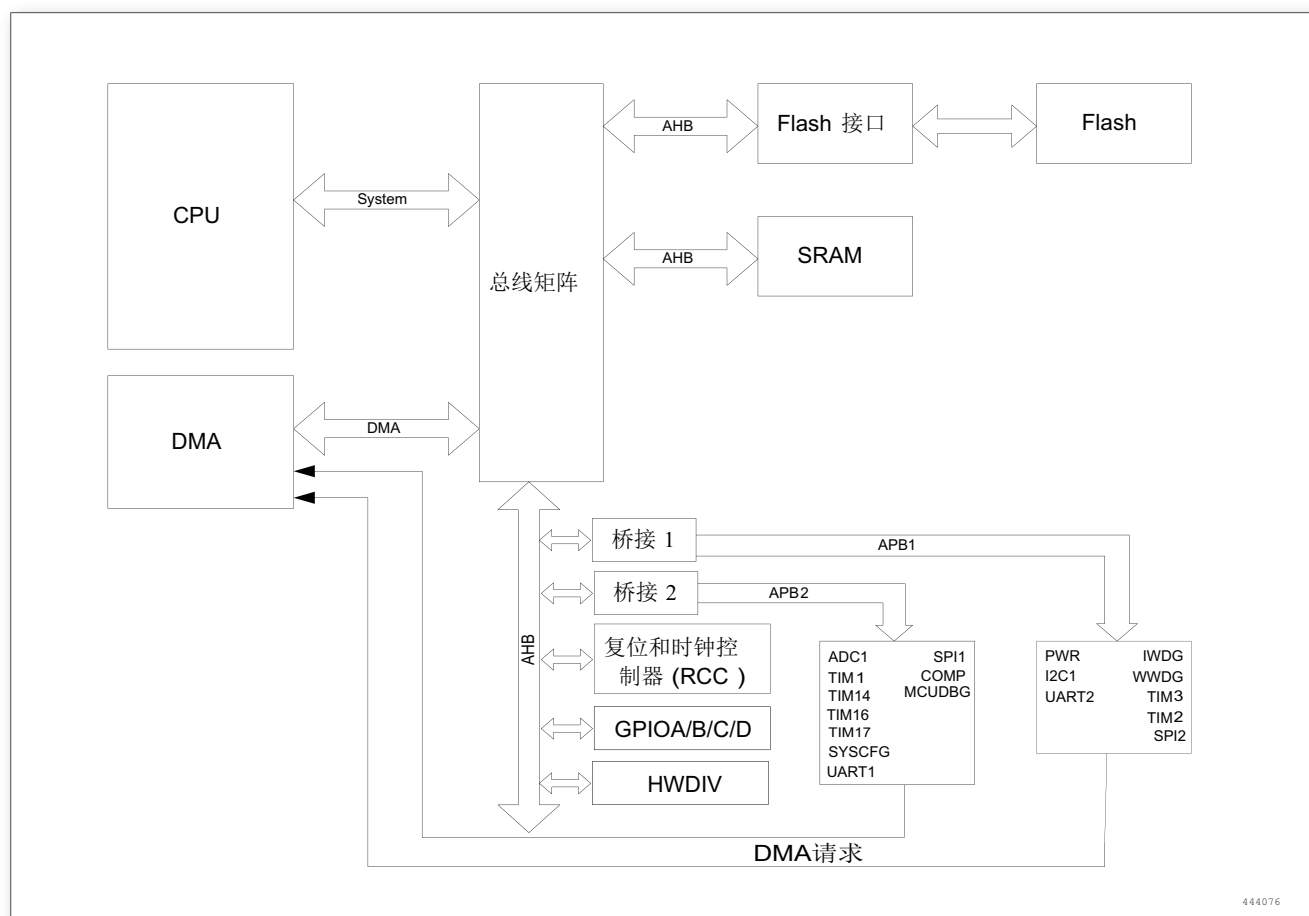 CPU
System
总线矩阵
AHB
Flash 接口
Flash
AHB
SRAM
DMA
DMA
AHB
桥接 1
APB1
桥接 2
APB2
复位和时钟控
制器 (RCC )
GPIOA/B/C/D
HWDIV
ADC1
TIM1
TIM14
TIM16
TIM17
SYSCFG
UART1
SPI1
COMP
MCUDBG
PWR
I2C1
UART2
IWDG
WWDG
TIM3
TIM2
SPI2
DMA请求
444076